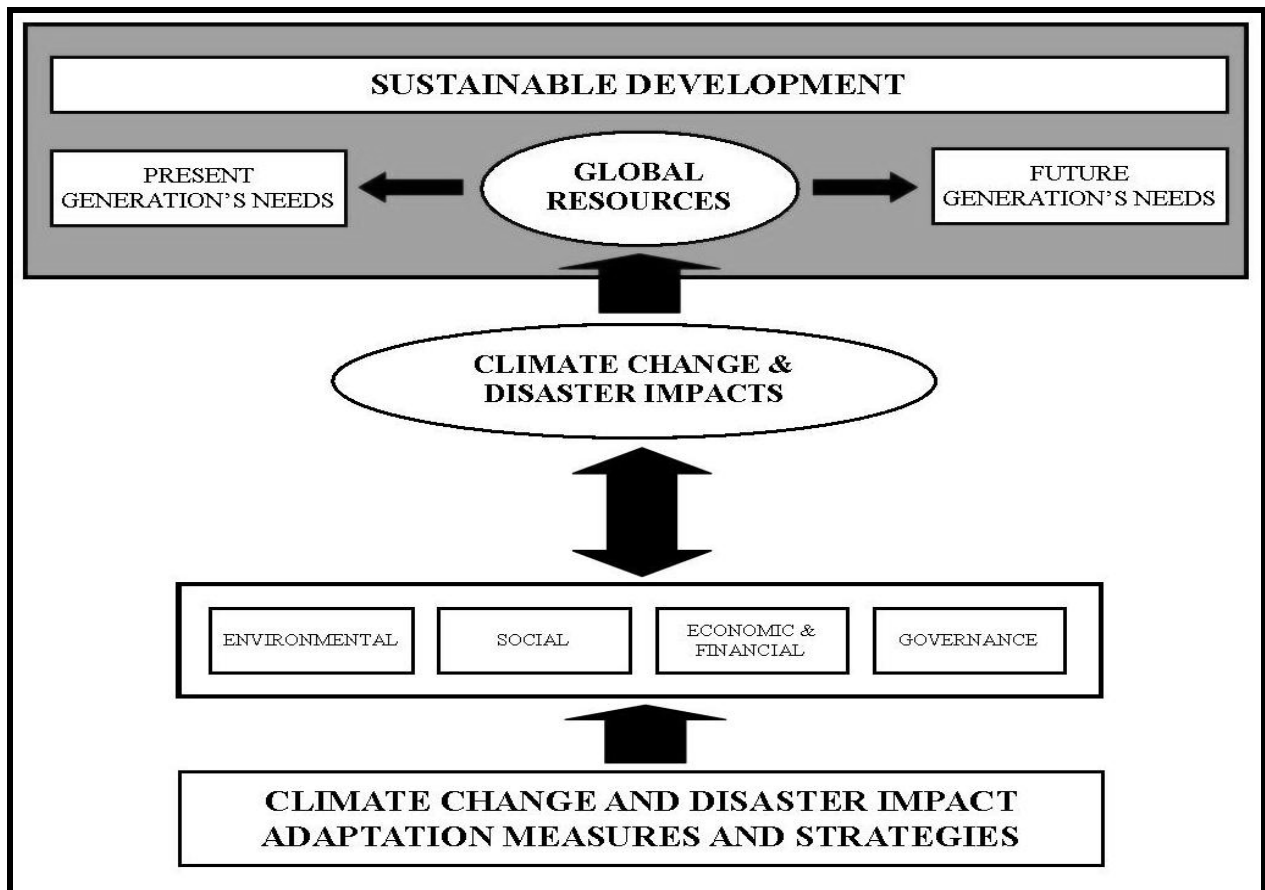 SUSTAINABLE DEVELOPMENT
PRESENT
GENERATION'S NEEDS
GLOBAL
RESOURCES
FUTURE
GENERATION'S NEEDS
CLIMATE CHANGE &
DISASTER IMPACTS
ENVIRONMENTAL
SOCIAL
ECONOMIC &
FINANCIAL
GOVERNANCE
CLIMATE CHANGE AND DISASTER IMPACT
ADAPTATION MEASURES AND STRATEGIES